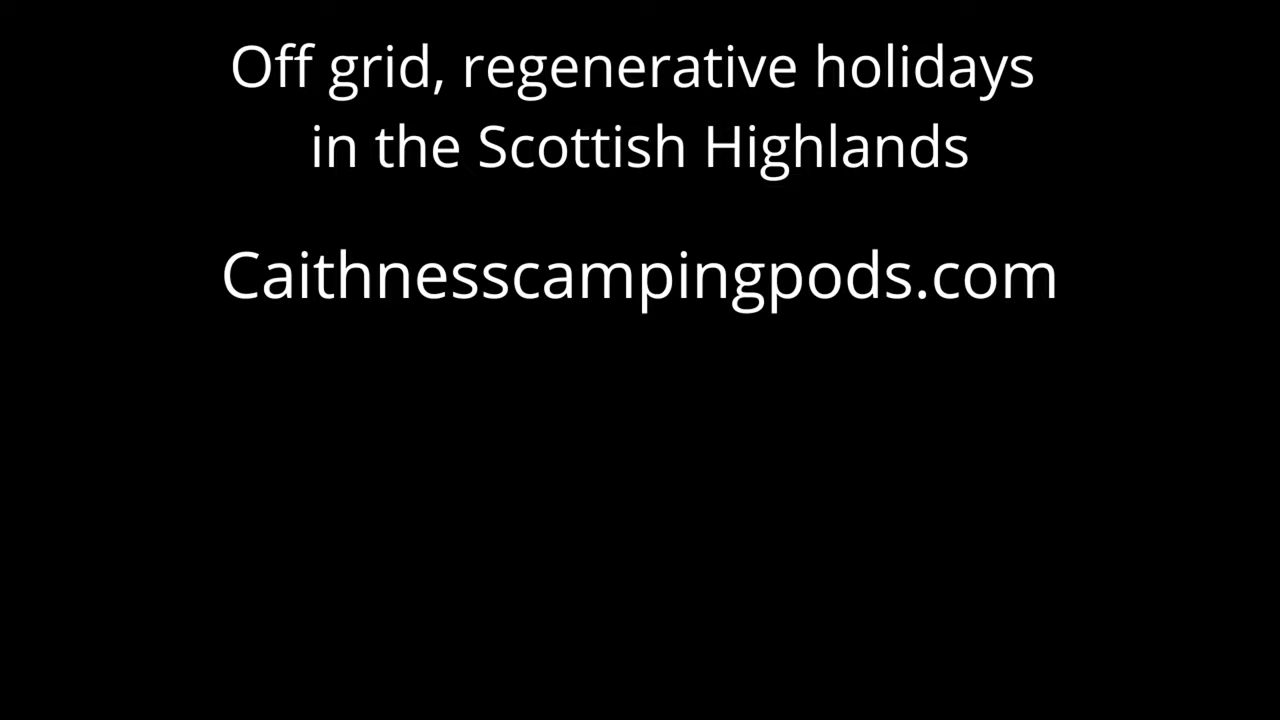 Off grid, regenerative holidays
in the Scottish Highlands
Caithnesscampingpods.com